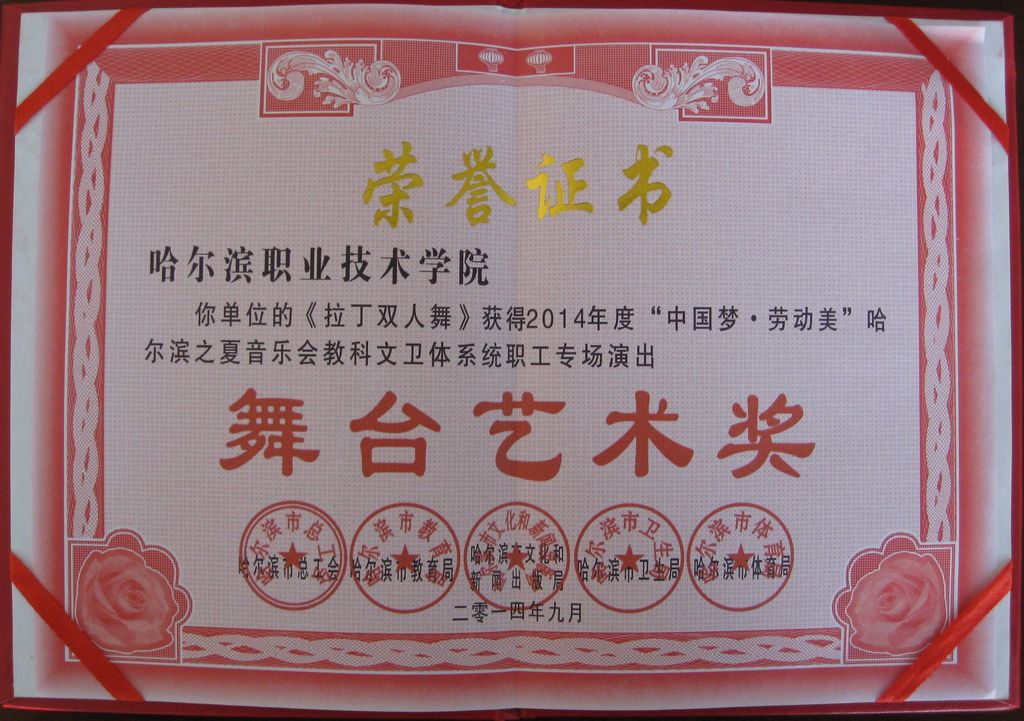 荣誉证书
哈尔滨职业技术学院
你单位的《拉丁双人舞》获得2014年度“中国梦·劳动美”哈
尔滨之夏音乐会教科文卫体系统职工专场演出
舞台艺术奖
哈尔滨市总工会 哈尔滨市教育局 哈尔滨市文化和新闻出版局 哈尔滨市卫生局 哈尔滨市体育局
二零一四年九月